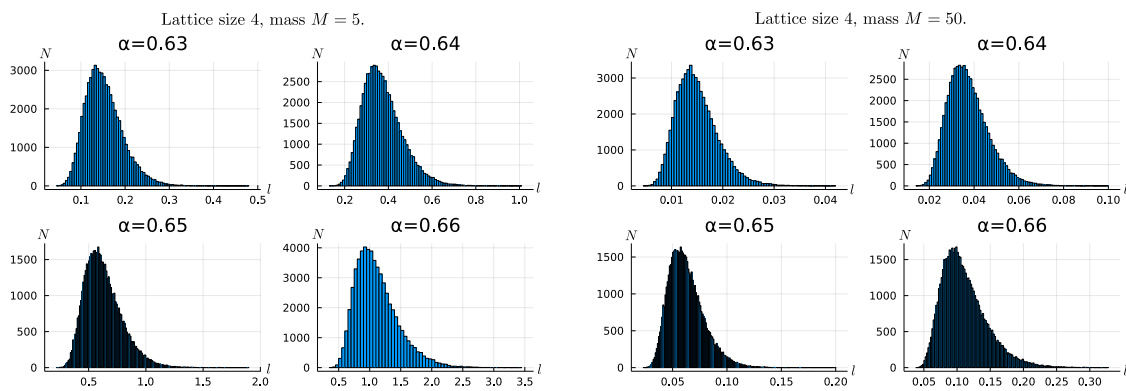 Lattice size 4, mass M = 5.
α=0.63
N
3000
2000
1000
0
0.1 0.2 0.3 0.4 0.5
l
α=0.64
N
2500
2000
1500
1000
500
0
0.2 0.4 0.6 0.8 1.0
l
α=0.65
N
1500
1000
500
0
0.5 1.0 1.5 2.0
l
α=0.66
N
4000
3000
2000
1000
0
0.5 1.0 1.5 2.0 2.5 3.0 3.5
l
Lattice size 4, mass M = 50.
α=0.63
N
3000
2000
1000
0
0.01 0.02 0.03 0.04
l
α=0.64
N
2500
2000
1500
1000
500
0
0.02 0.04 0.06 0.08 0.10
l
α=0.65
N
1500
1000
500
0
0.05 0.10 0.15 0.20
l
α=0.66
N
1500
1000
500
0
0.05 0.10 0.15 0.20 0.25 0.30
l